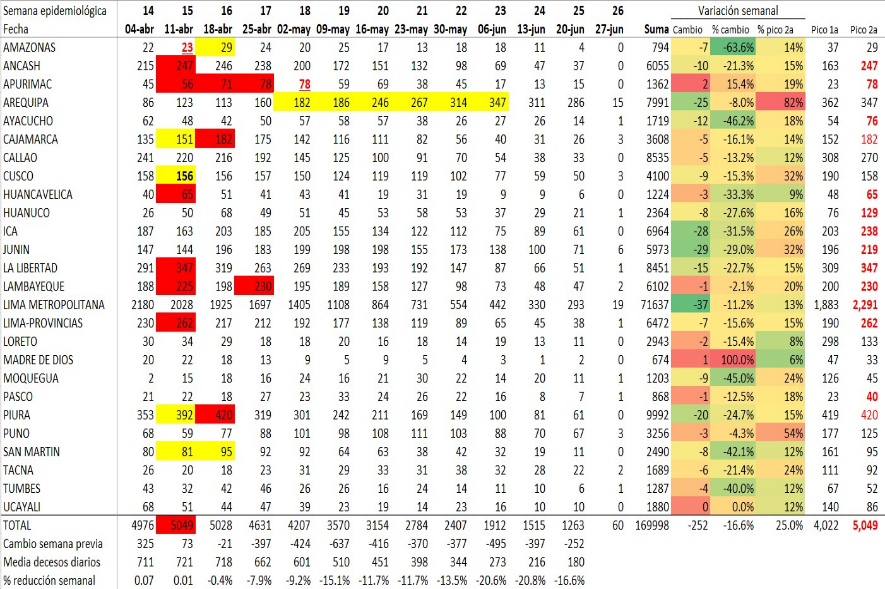 Semana epidemiológica 14 15 16 17 18 19 20 21 22 23 24 25 26 Variación semanal
Fecha 04-abr 11-abr 18-abr 25-abr 02-may 09-may 16-may 23-may 30-may 06-jun 13-jun 20-jun 27-jun Suma Cambio % cambio % pico 2a Pico 1a Pico 2a
AMAZONAS 22 23 29 24 20 25 17 13 18 18 11 4 0 794 -7 -63.6% 14% 37 29
ANCASH 215 247 246 238 200 172 151 132 98 69 47 37 0 6055 -10 -21.3% 15% 163 247
APURIMAC 45 56 71 78 78 59 69 38 45 17 13 15 0 1362 2 15.4% 19% 23 78
AREQUIPA 86 123 113 160 182 186 246 267 314 347 311 286 15 7991 -25 -8.0% 82% 362 347
AYACUCHO 62 48 42 50 57 58 57 38 26 27 26 14 1 1719 -12 -46.2% 18% 54 76
CAJAMARCA 135 151 182 175 142 116 111 82 56 40 31 26 3 3608 -5 -16.1% 14% 152 182
CALLAO 241 220 216 192 145 125 100 91 70 54 38 33 0 8535 -5 -13.2% 12% 308 270
CUSCO 158 156 156 157 150 124 119 119 102 77 59 50 3 4100 -9 -15.3% 32% 190 158
HUANCAVELICA 40 65 51 41 43 41 19 31 19 9 9 6 0 1224 -3 -33.3% 9% 48 65
HUANUCO 26 50 68 49 51 45 53 58 53 37 29 21 1 2364 -8 -27.6% 16% 76 129
ICA 187 163 203 185 205 155 134 122 112 75 89 61 0 6964 -28 -31.5% 26% 203 238
JUNIN 147 144 196 183 199 198 198 155 173 138 100 71 6 5973 -29 -29.0% 32% 196 219
LA LIBERTAD 291 347 319 263 269 233 193 192 147 87 66 51 1 8451 -15 -22.7% 15% 309 347
LAMBAYEQUE 188 225 198 230 195 189 158 127 98 73 48 47 2 6102 -1 -2.1% 20% 200 230
LIMA METROPOLITANA 2180 2028 1925 1697 1405 1108 864 731 554 442 330 293 19 71637 -37 -11.2% 13% 1,883 2,291
LIMA-PROVINCIAS 230 262 217 212 192 177 138 119 89 65 45 38 1 6472 -7 -15.6% 15% 190 262
LORETO 30 34 29 18 18 20 16 18 14 19 13 11 0 2943 -2 -15.4% 8% 298 133
MADRE DE DIOS 20 22 18 13 9 5 9 5 4 3 1 2 0 674 1 100.0% 6% 47 33
MOQUEGUA 2 15 18 16 24 16 21 30 22 14 20 11 1 1203 -9 -45.0% 24% 126 45
PASCO 21 22 18 27 23 33 24 26 22 16 8 7 1 868 -1 -12.5% 18% 23 40
PIURA 353 392 420 319 301 242 211 169 149 100 81 61 0 9992 -20 -24.7% 15% 419 420
PUNO 68 59 77 88 101 98 108 111 103 88 70 67 3 3256 -3 -4.3% 54% 177 125
SAN MARTIN 80 81 95 92 92 64 63 38 42 32 19 11 0 2490 -8 -42.1% 12% 161 95
TACNA 26 20 18 23 31 29 33 31 38 32 28 22 2 1689 -6 -21.4% 24% 111 92
TUMBES 43 32 42 46 26 26 16 24 14 11 10 6 1 1287 -4 -40.0% 12% 67 52
UCAYALI 68 51 44 47 39 23 19 14 23 16 10 10 0 1880 0 0.0% 12% 140 86
TOTAL 4976 5049 5028 4631 4207 3570 3154 2784 2407 1912 1515 1263 60 169998 -252 -16.6% 25.0% 4,022 5,049
Cambio semana previa 325 73 -21 -397 -424 -637 -416 -370 -377 -495 -397 -252
Media decesos diarios 711 721 718 662 601 510 451 398 344 273 216 180
% reducción semanal 0.07 0.01 -0.4% -7.9% -9.2% -15.1% -11.7% -11.7% -13.5% -20.6% -20.8% -16.6%